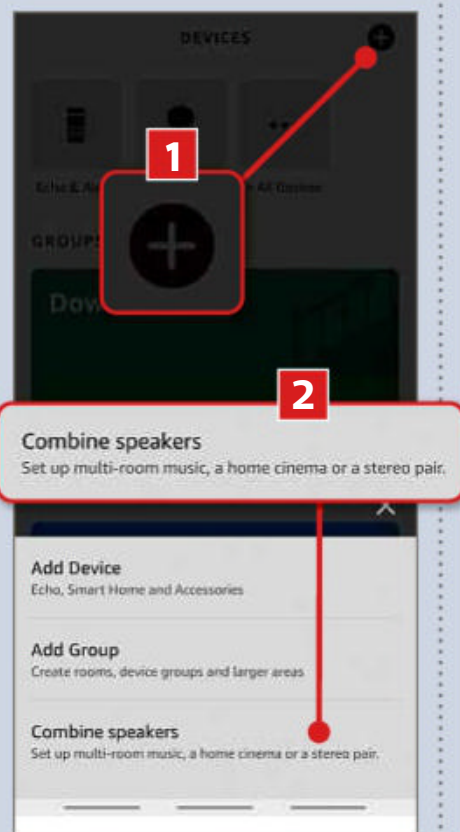 DEVICES
1
Echo & Au
All Devices
GROUPS
Dow
2
Combine speakers
Set up multi-room music, a home cinema or a stereo pair.
Add Device
Echo, Smart Home and Accessories
Add Group
Create rooms, device groups and larger areas
Combine speakers
Set up multi-room music, a home cinema or a stereo pair.